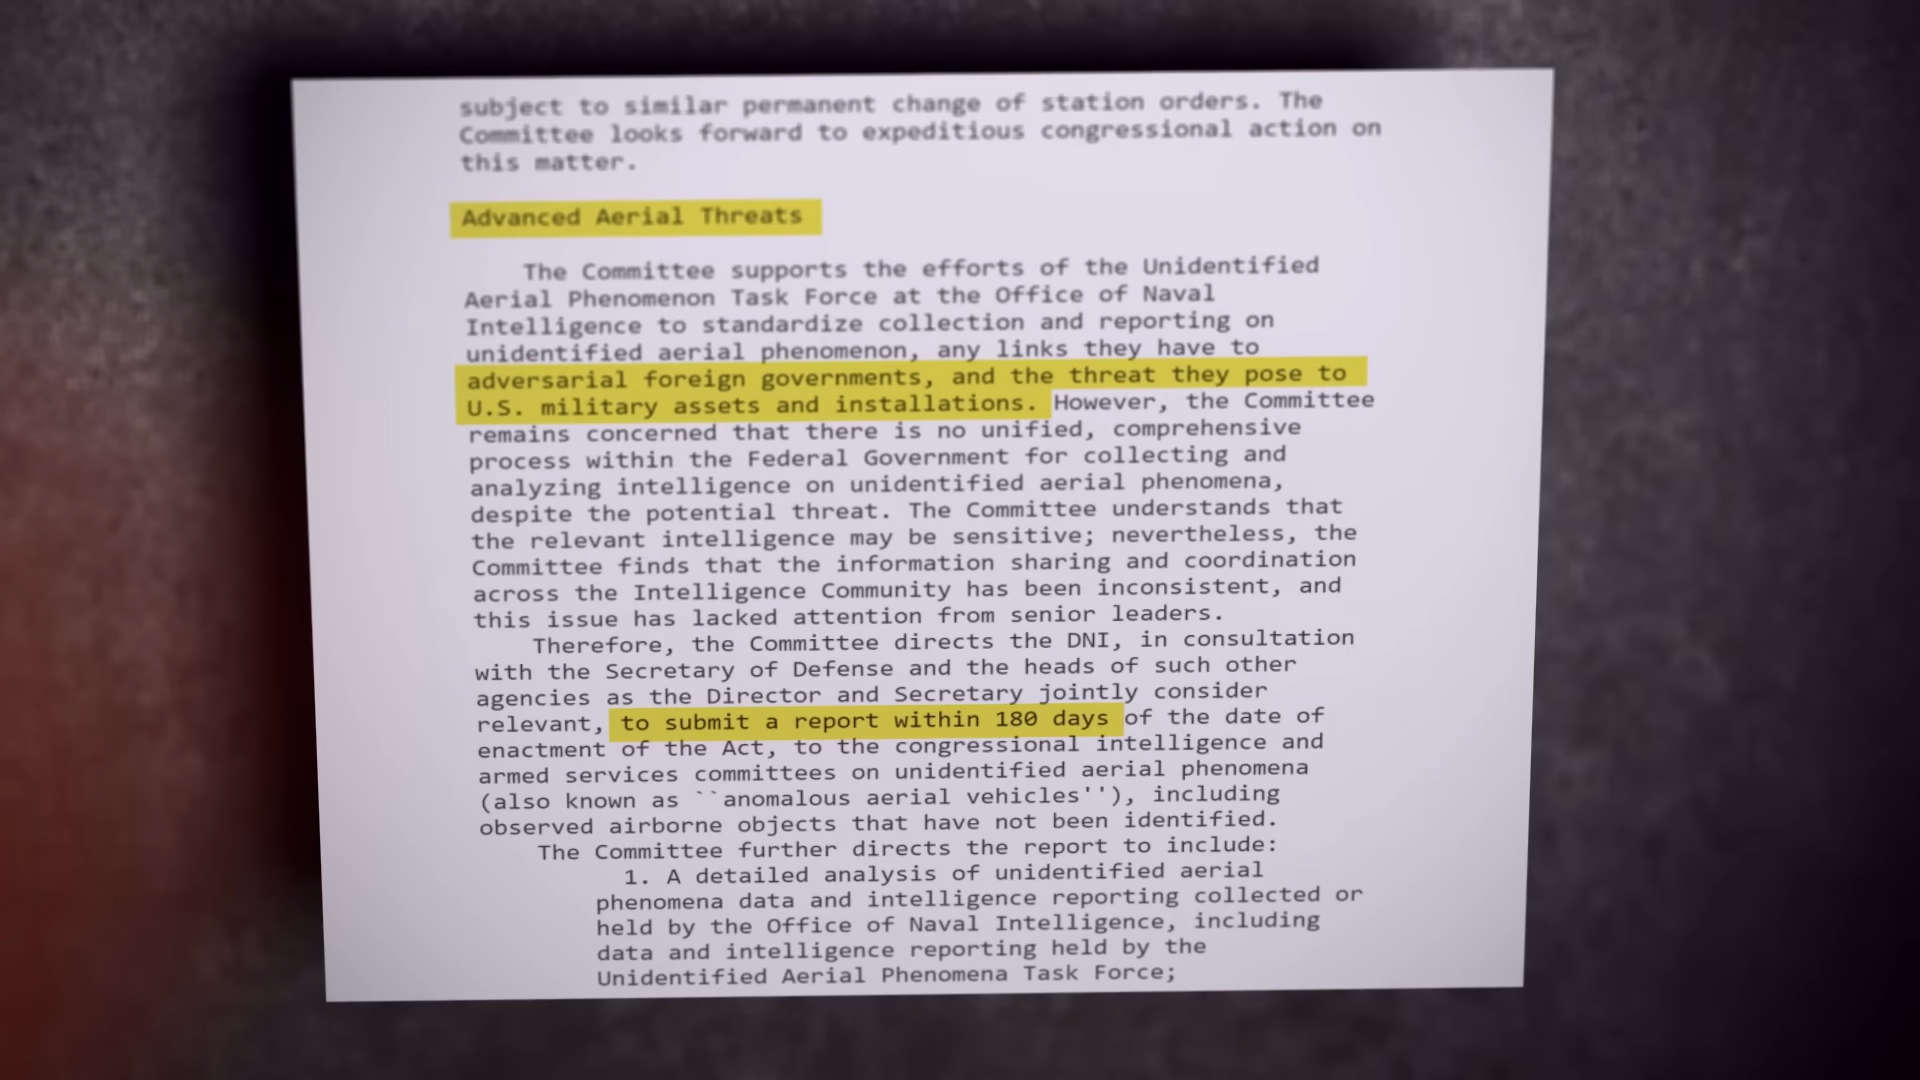 subject to similar permanent change of station orders. The
Committee looks forward to expeditious congressional action on
this matter.
Advanced Aerial Threats
The Committee supports the efforts of the Unidentified
Aerial Phenomenon Task Force at the Office of Naval
Intelligence to standardize collection and reporting on
unidentified aerial phenomenon, any links they have to
adversarial foreign governments, and the threat they pose to
U.S. military assets and installations. However, the Committee
remains concerned that there is no unified, comprehensive
process within the Federal Government for collecting and
analyzing intelligence on unidentified aerial phenomena,
despite the potential threat. The Committee understands that
the relevant intelligence may be sensitive; nevertheless, the
Committee finds that the information sharing and coordination
across the Intelligence Community has been inconsistent, and
this issue has lacked attention from senior leaders.
Therefore, the Committee directs the DNI, in consultation
with the Secretary of Defense and the heads of such other
agencies as the Director and Secretary jointly consider
relevant, to submit a report within 180 days of the date of
enactment of the Act, to the congressional intelligence and
armed services committees on unidentified aerial phenomena
(also known as ``anomalous aerial vehicles''), including
observed airborne objects that have not been identified.
The Committee further directs the report to include:
1. A detailed analysis of unidentified aerial
phenomena data and intelligence reporting collected or
held by the Office of Naval Intelligence, including
data and intelligence reporting held by the
Unidentified Aerial Phenomena Task Force;